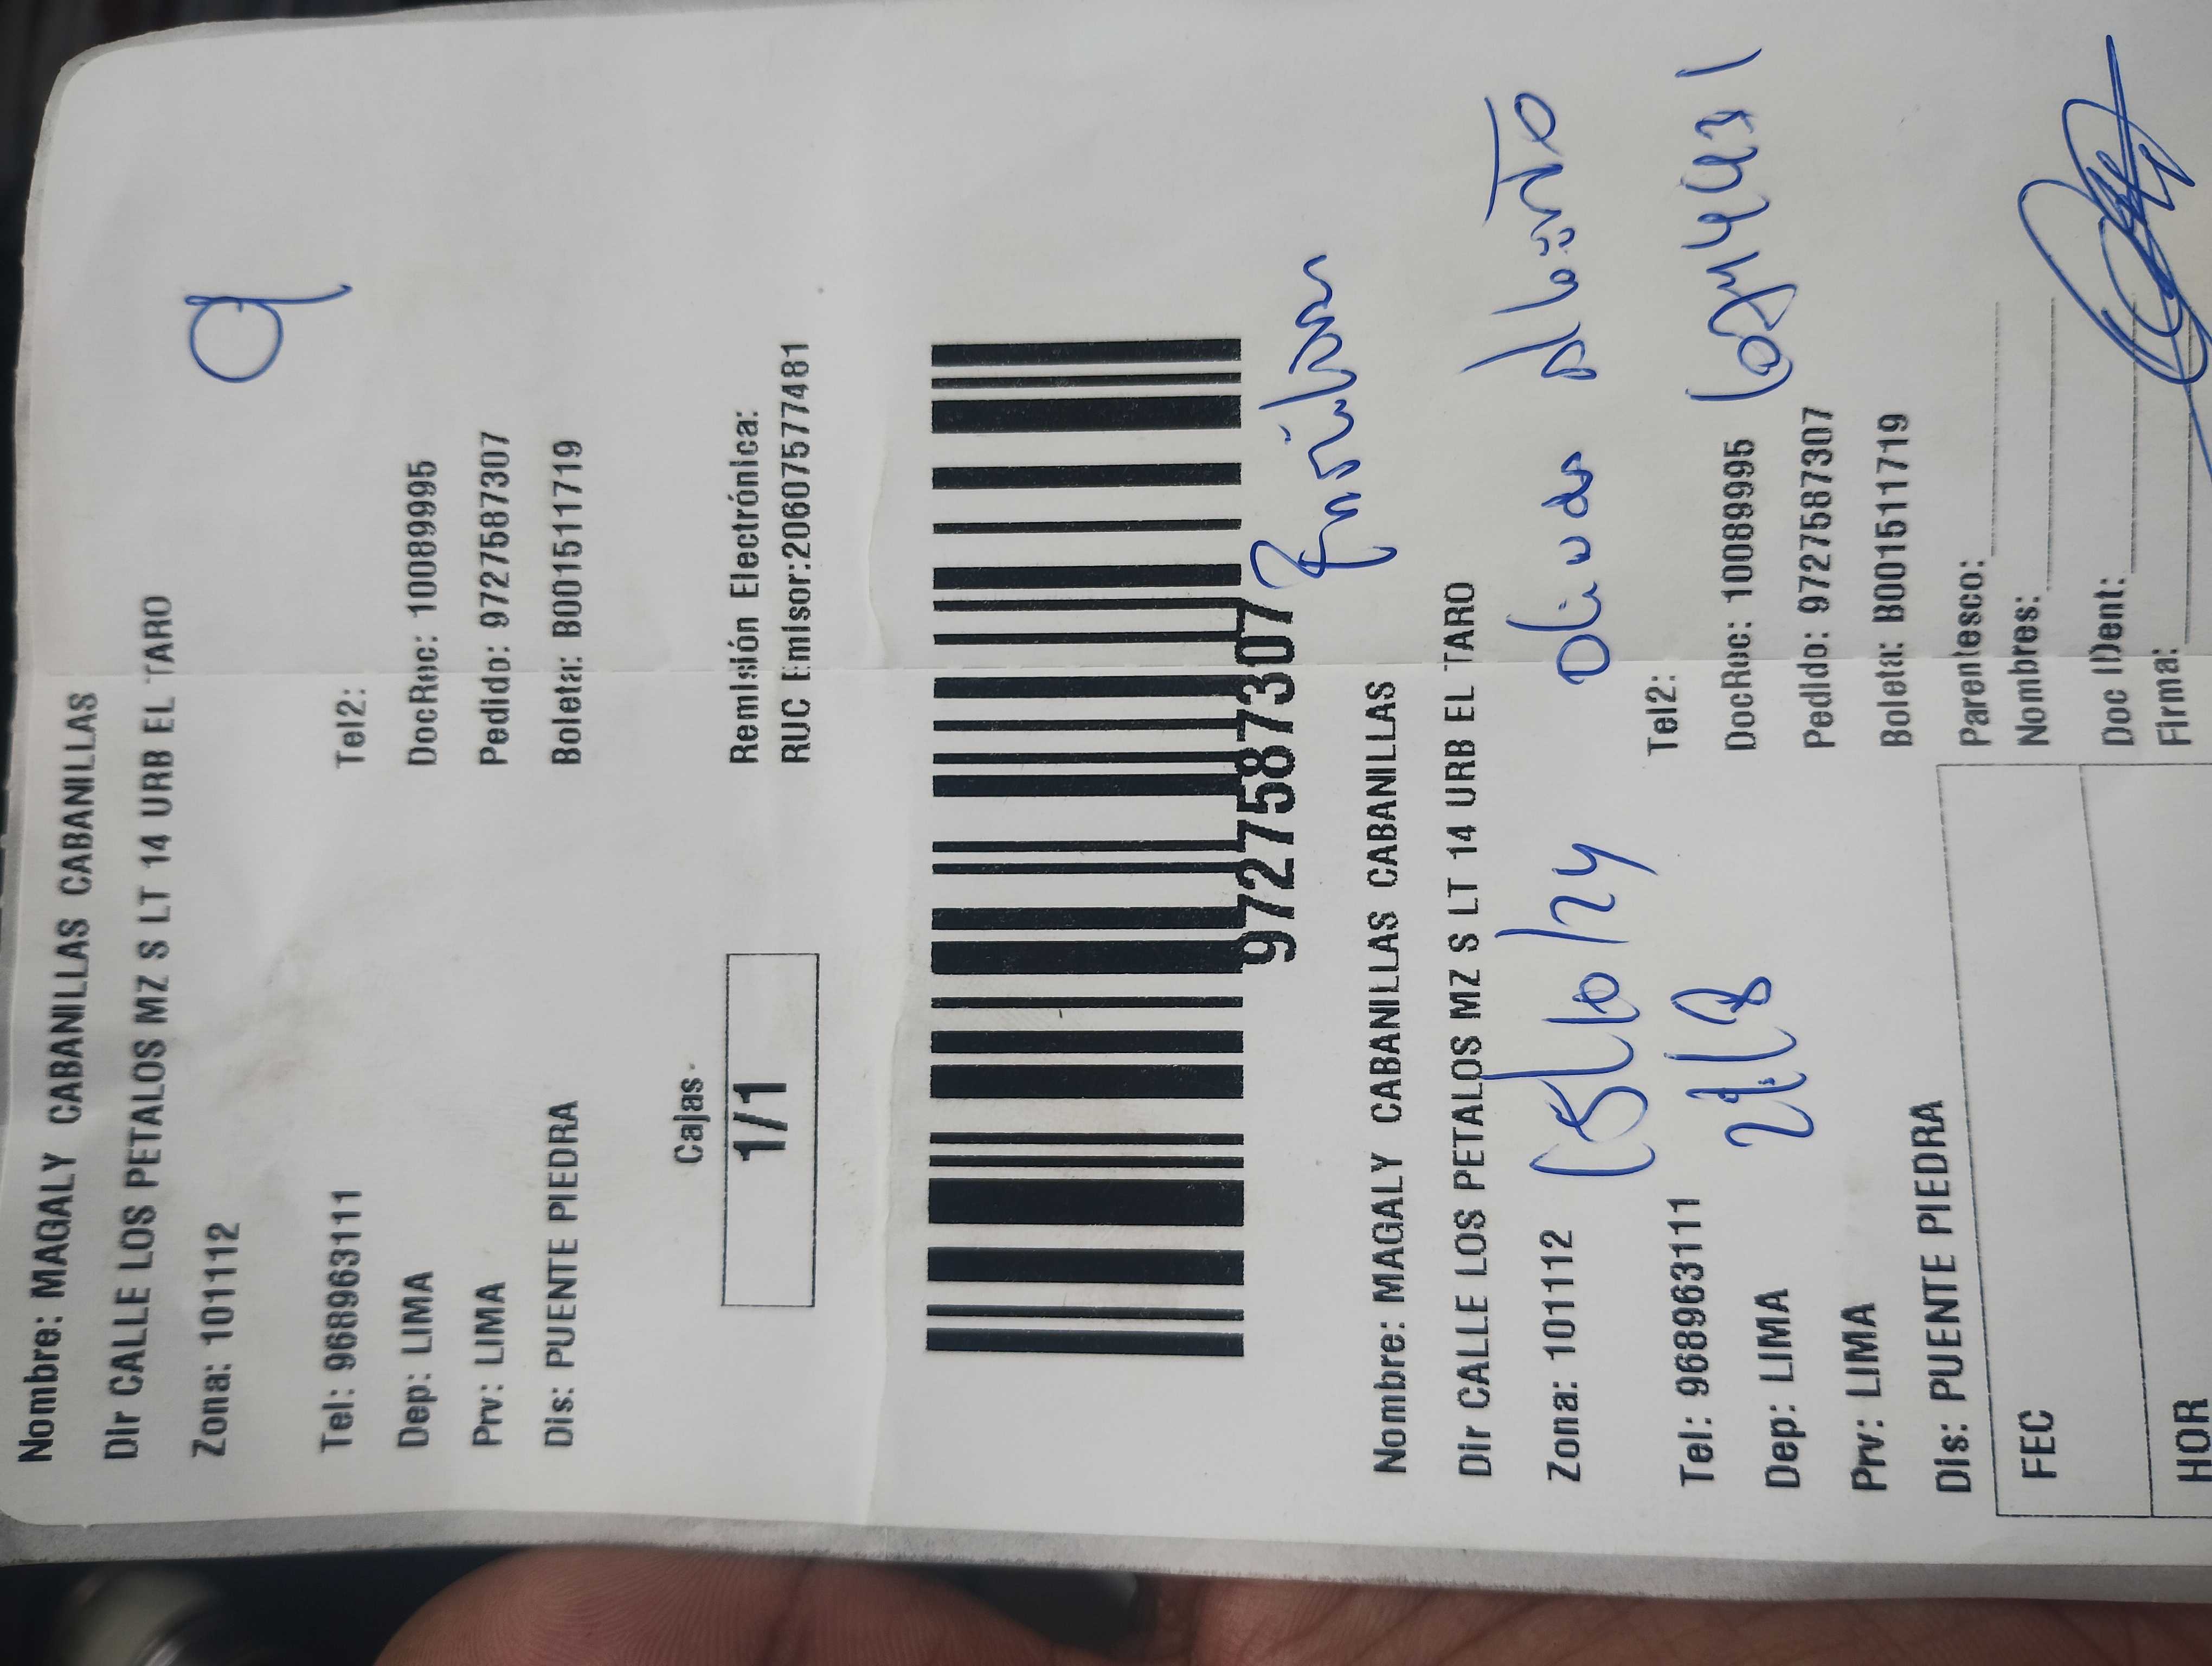 Nombre: MAGALY CABANILLAS CABANILLAS
Dir CALLE LOS PETALOS MZ S LT 14 URB EL TARO
Zona: 101112
9
Tel: 968963111 Tel2:
Dep: LIMA DocRuc: 10089995
Prv: LIMA Pedido: 9727587307
Dis: PUENTE PIEDRA Boleta: B001511719
Cajas
1/1
Remisión Electrónica:
RUC Emisor:20607577481
9727587307
Nombre: MAGALY CABANILLAS CABANILLAS
Dir CALLE LOS PETALOS MZ S LT 14 URB EL TARO
Zona: 101112
Tel: 968963111 Tel2:
Dep: LIMA DocRuc: 10089995
Prv: LIMA Pedido: 9727587307
Dis: PUENTE PIEDRA Boleta: B001511719
FEC
HOR
Parentesco:
Nombres:
Doc IDent:
Firma: